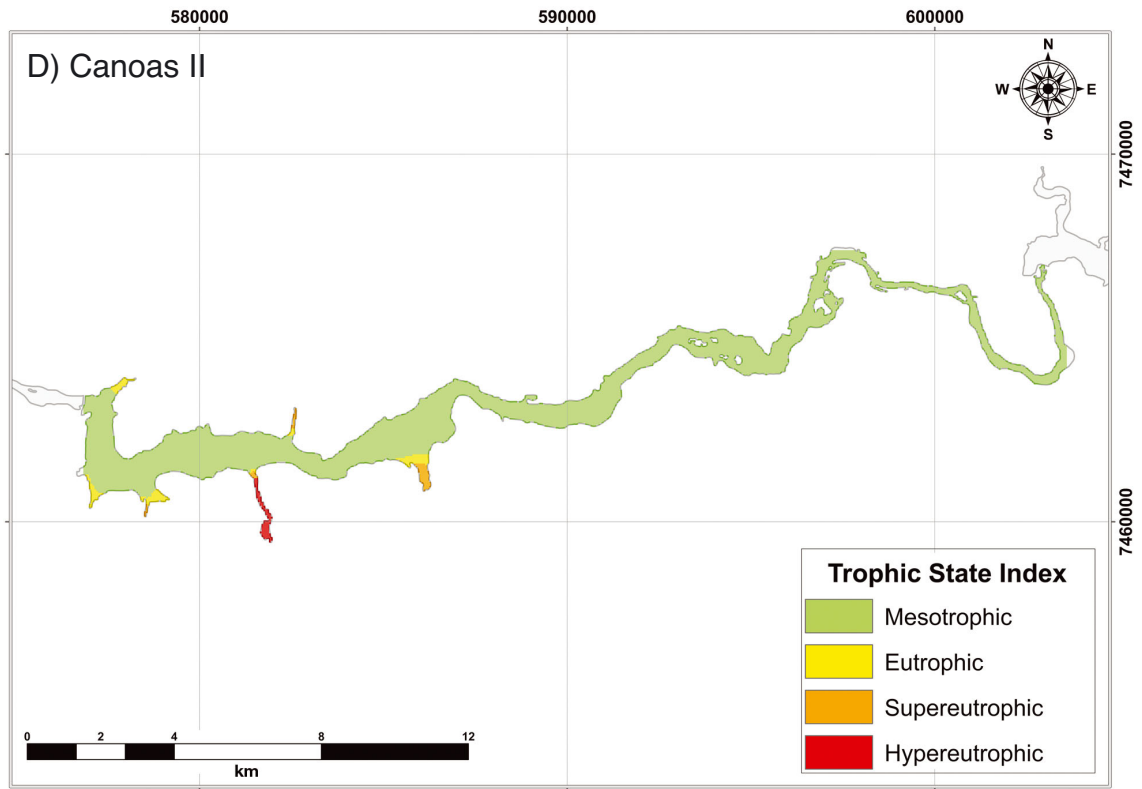 580000 590000 600000
D) Canoas II
N
W E
S
7470000
7460000
Trophic State Index
Mesotrophic
Eutrophic
Supereutrophic
Hypereutrophic
0 2 4 8 12
km